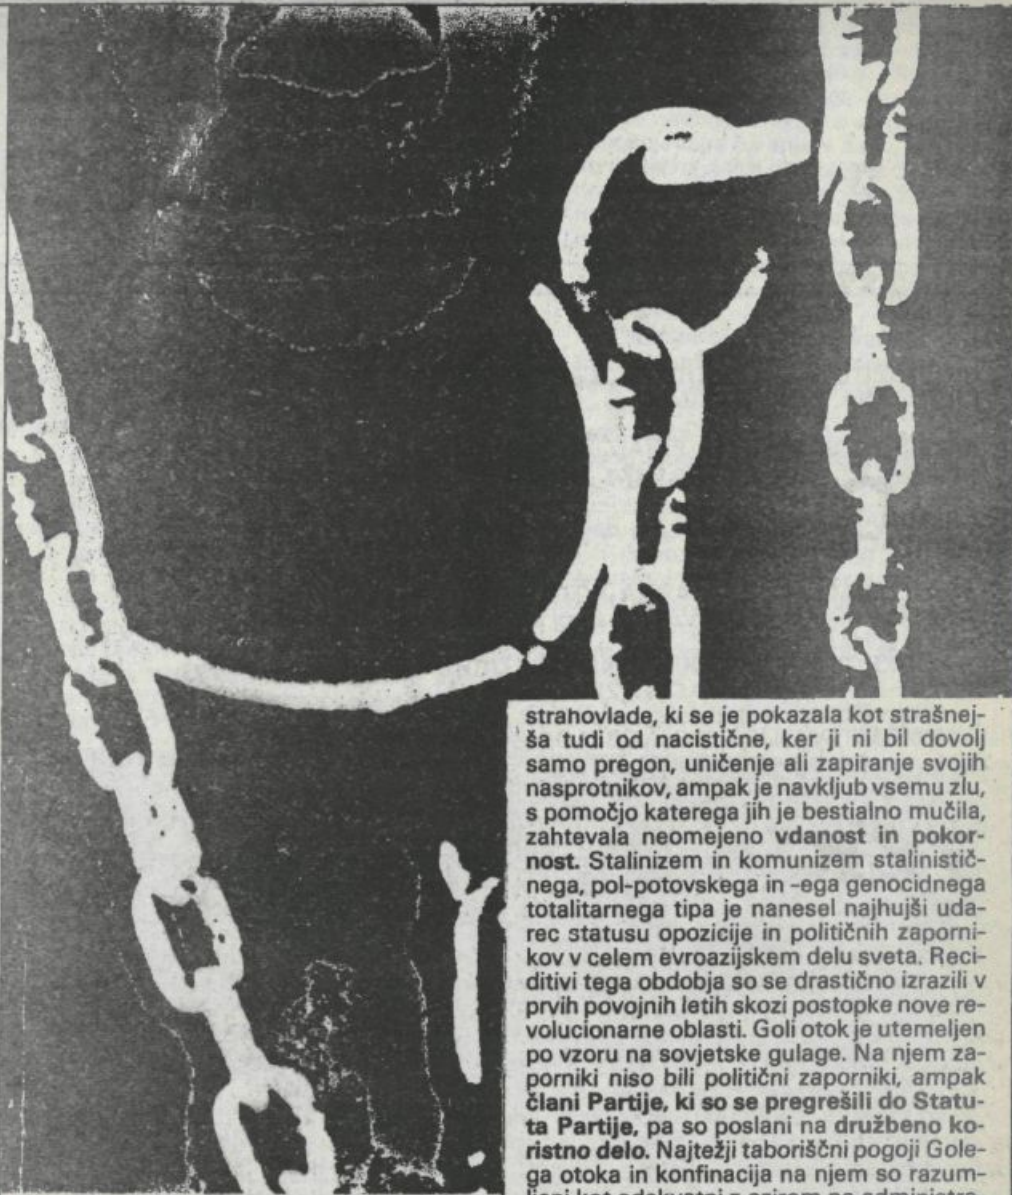 strahovlade, ki se je pokazala kot strašnej-
ša tudi od nacistične, ker ji ni bil dovolj
samo pregon, uničenje ali zapiranje svojih
nasprotnikov, ampak je navkljub vsemu zlu,
s pomočjo katerega jih je bestialno mučila,
zahtevala neomejeno vdanost in pokor-
nost. Stalinizem in komunizem stalinistič-
nega, pol-potovskega in -ega genocidnega
totalitarnega tipa je nanesel najhujši uda-
rec statusu opozicije in političnih zaporni-
kov v celem evroazijskem delu sveta. Reci-
ditivi tega obdobja so se drastično izrazili v
prvih povojnih letih skozi postopke nove re-
volucionarne oblasti. Goli otok je utemeljen
po vzoru na sovjetske gulage. Na njem za-
porniki niso bili politični zaporniki, ampak
člani Partije, ki so se pregrešili do Statu-
ta Partije, pa so poslani na družbeno ko-
ristno delo. Najtežji taboriščni pogoji Gole-
ga otoka in konfinacija na njem so razum-